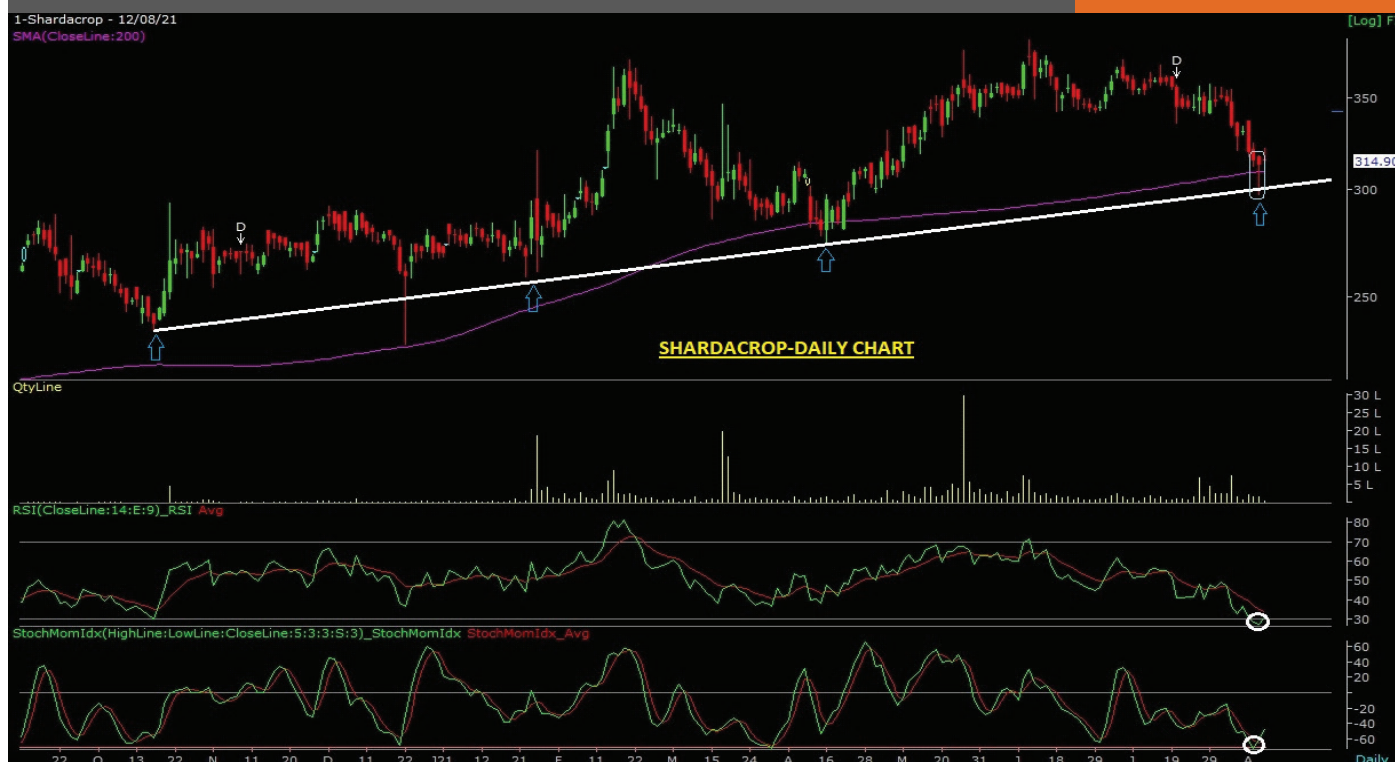 1-Shardacrop - 12/08/21
[Log] F
SMA(CloseLine:200)
D
D
350
314.90
300
250
SHARDACROP-DAILY CHART
QtyLine
30 L
25 L
20 L
15 L
10 L
5 L
RSI(CloseLine:14:E:9)_RSI Avg
80
70
60
50
40
30
StochMomIdx(HighLine:LowLine:CloseLine:5:3:3:S:3)_StochMomIdx StochMomIdx_Avg
60
40
20
-20
-40
-60
22 O 13 22 N 11 20 D 11 22 J21 12 21 F 11 22 M 15 24 A 16 28 M 20 31 J 18 29 J 19 29 A
Daily